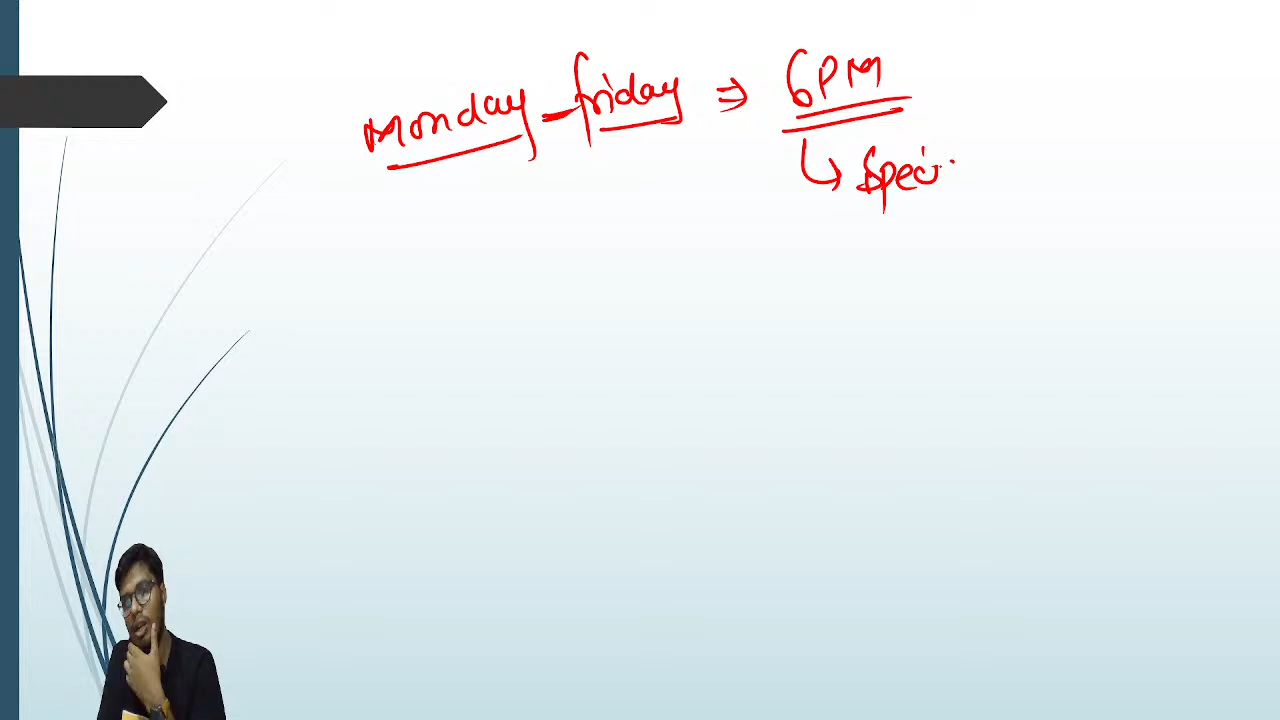 Monday - friday ⇒ 6PM
↳ Speci